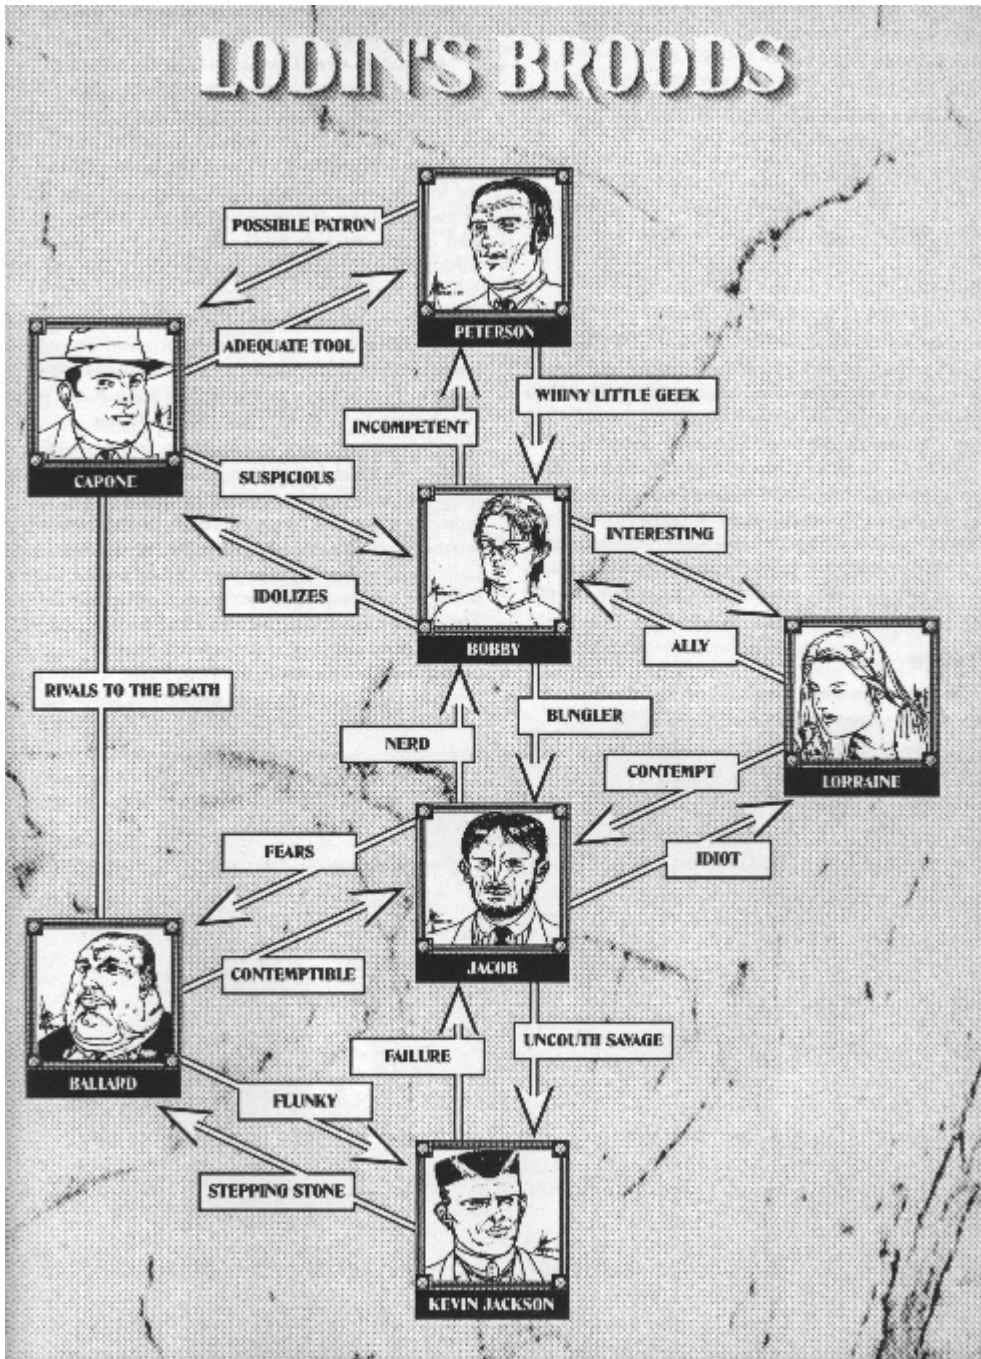 LODIN'S BROODS
POSSIBLE PATRON
PETERSON
ADEQUATE TOOL
WHINY LITTLE GEEK
INCOMPETENT
CAPONE
SUSPICIOUS
INTERESTING
IDOLIZES
BOBBY
ALLY
RIVALS TO THE DEATH
BUNGLER
NERD
CONTEMPT
LORRAINE
FEARS
IDIOT
CONTEMPTIBLE
JACOB
UNCOUTH SAVAGE
FAILURE
BALLARD
FLUNKY
STEPPING STONE
KEVIN JACKSON